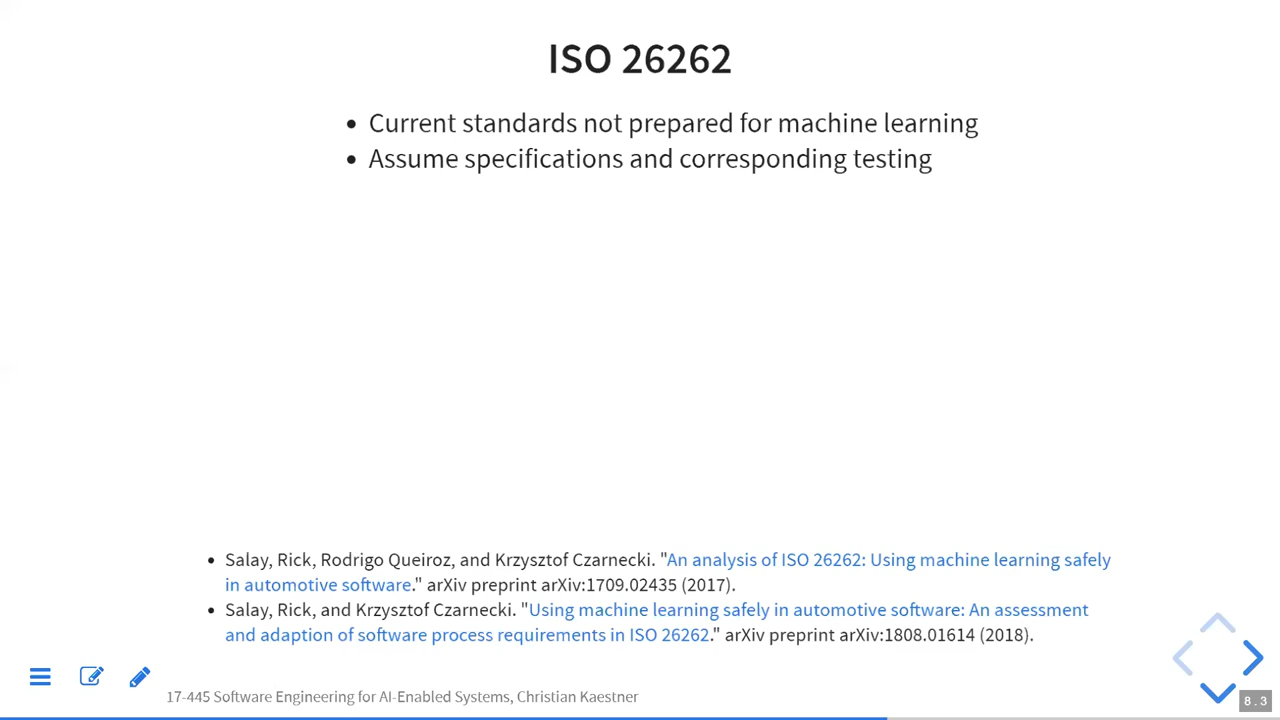 ISO 26262
• Current standards not prepared for machine learning
• Assume specifications and corresponding testing
• Salay, Rick, Rodrigo Queiroz, and Krzysztof Czarnecki. "An analysis of ISO 26262: Using machine learning safely
in automotive software." arXiv preprint arXiv:1709.02435 (2017).
• Salay, Rick, and Krzysztof Czarnecki. "Using machine learning safely in automotive software: An assessment
and adaption of software process requirements in ISO 26262." arXiv preprint arXiv:1808.01614 (2018).
17-445 Software Engineering for AI-Enabled Systems, Christian Kaestner
8.3